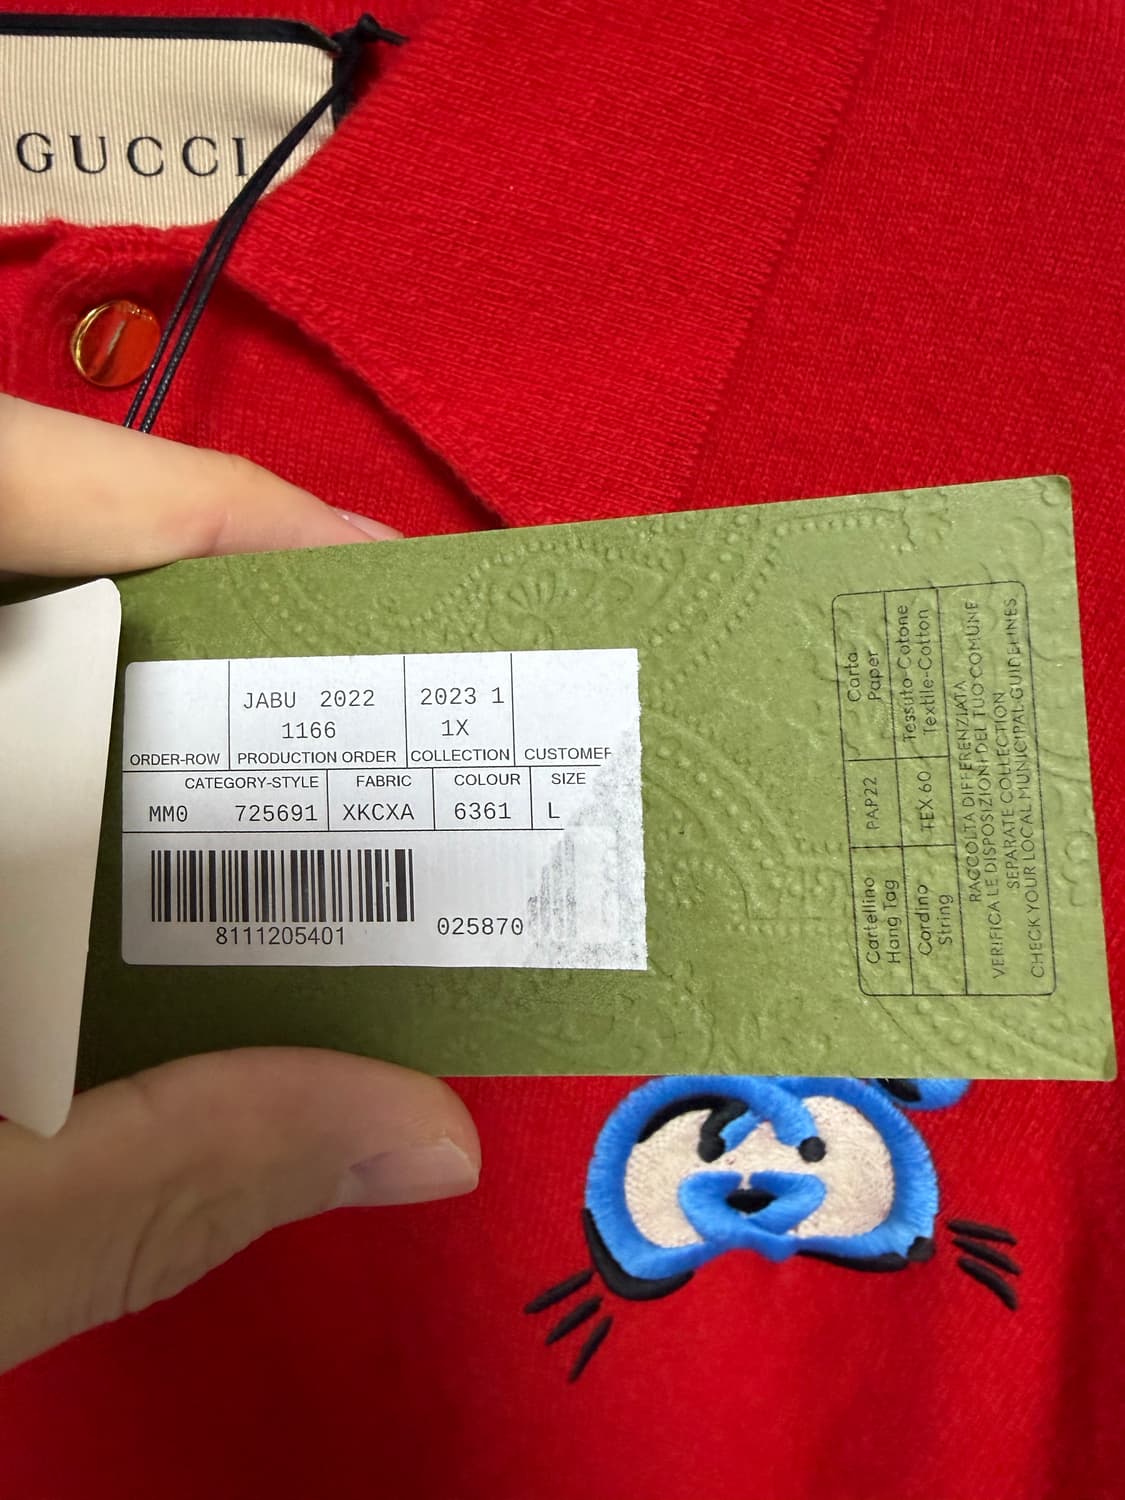 GUCCI
JABU 2022
1166
2023 1
1X
ORDER-ROW
PRODUCTION ORDER
COLLECTION
CUSTOMER
CATEGORY-STYLE
FABRIC
COLOUR
SIZE
MM0 725691
XKCXA
6361
L
8111205401
025870
Carta
Paper
Tessuto-Cotone
Textile-Cotton
PAP22
TEX 60
Cartellino
Hang Tag
Cordino
String
RACCOLTA DIFFERENZIATA
VERIFICA LE DISPOSIZIONI DEL TUO COMUNE
SEPARATE COLLECTION
CHECK YOUR LOCAL MUNICIPAL GUIDELINES